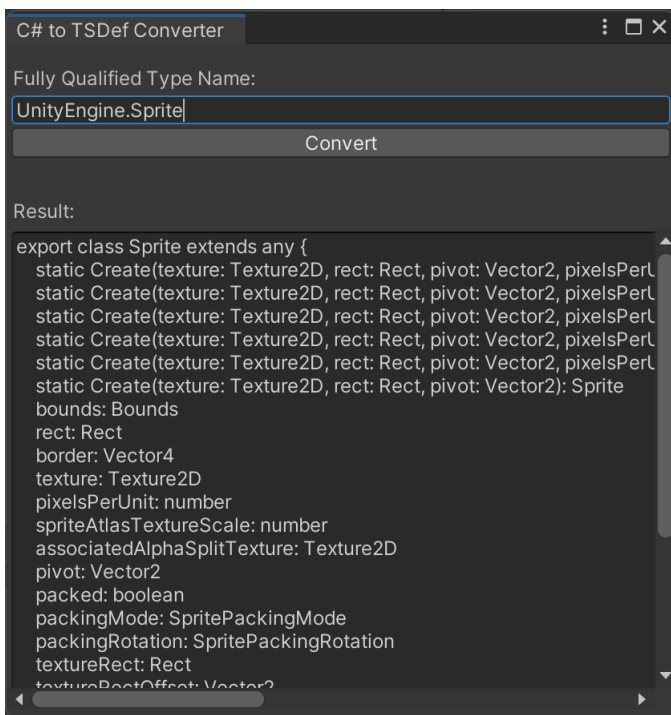 C# to TSDef Converter
Fully Qualified Type Name:
UnityEngine.Sprite
Convert
Result:
export class Sprite extends any {
static Create(texture: Texture2D, rect: Rect, pivot: Vector2, pixelsPerU
static Create(texture: Texture2D, rect: Rect, pivot: Vector2, pixelsPerU
static Create(texture: Texture2D, rect: Rect, pivot: Vector2, pixelsPerU
static Create(texture: Texture2D, rect: Rect, pivot: Vector2, pixelsPerU
static Create(texture: Texture2D, rect: Rect, pivot: Vector2, pixelsPerU
static Create(texture: Texture2D, rect: Rect, pivot: Vector2): Sprite
bounds: Bounds
rect: Rect
border: Vector4
texture: Texture2D
pixelsPerUnit: number
spriteAtlasTextureScale: number
associatedAlphaSplitTexture: Texture2D
pivot: Vector2
packed: boolean
packingMode: SpritePackingMode
packingRotation: SpritePackingRotation
textureRect: Rect
textureRectOffset: Vector2